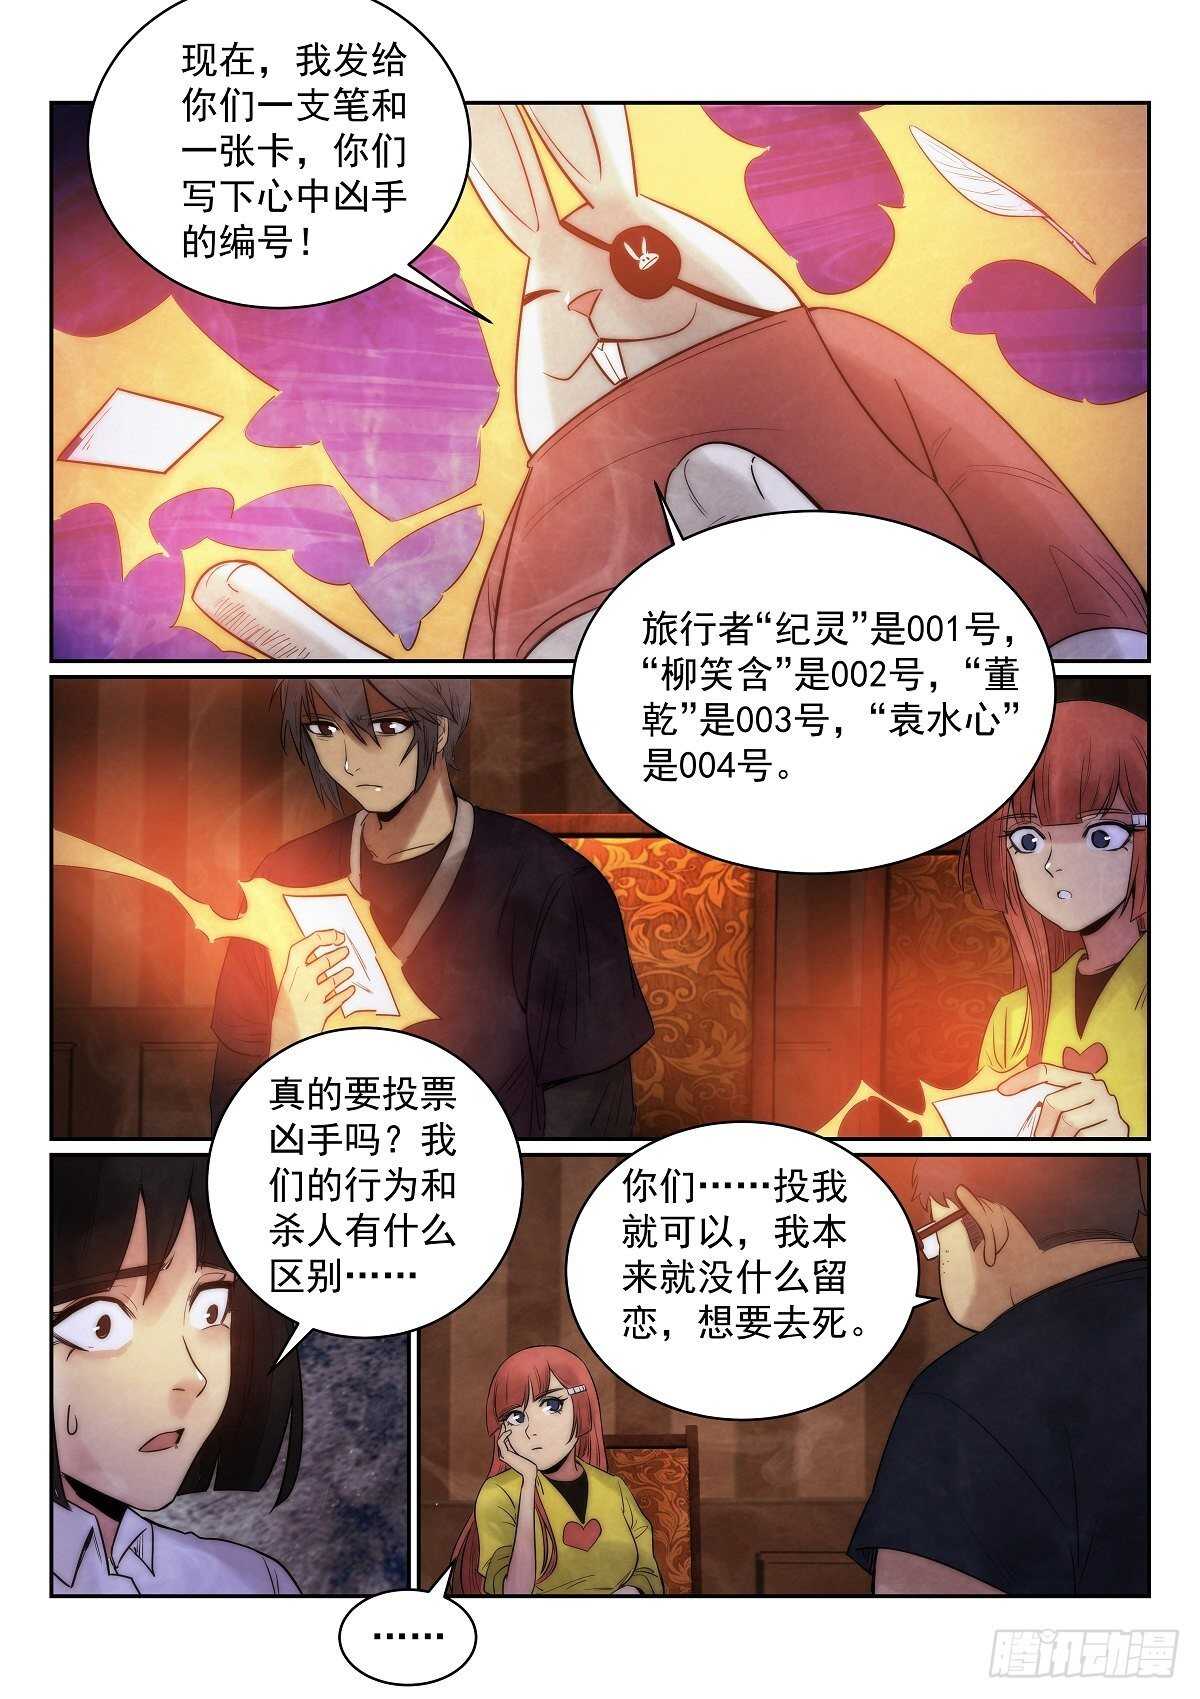 现在，我发给
你们一支笔和
一张卡，你们
写下心中凶手
的编号！
旅行者“纪灵”是001号，
“柳笑含”是002号，“董
乾”是003号，“袁水心”
是004号。
真的要投票
凶手吗？我
们的行为和
杀人有什么
区别……
你们……投我
就可以，我本
来就没什么留
恋，想要去死。
……
腾讯动漫